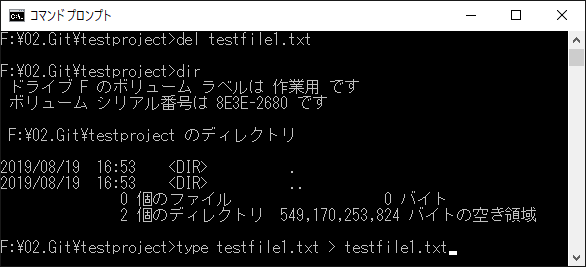 コマンド プロンプト
F:¥02.Git¥testproject>del testfile1.txt
F:¥02.Git¥testproject>dir
ドライブ F のボリューム ラベルは 作業用 です
ボリューム シリアル番号は 8E3E-2680 です
F:¥02.Git¥testproject のディレクトリ
2019/08/19  16:53    <DIR>          .
2019/08/19  16:53    <DIR>          ..
0 個のファイル                   0 バイト
2 個のディレクトリ  549,170,253,824 バイトの空き領域
F:¥02.Git¥testproject>type testfile1.txt > testfile1.txt